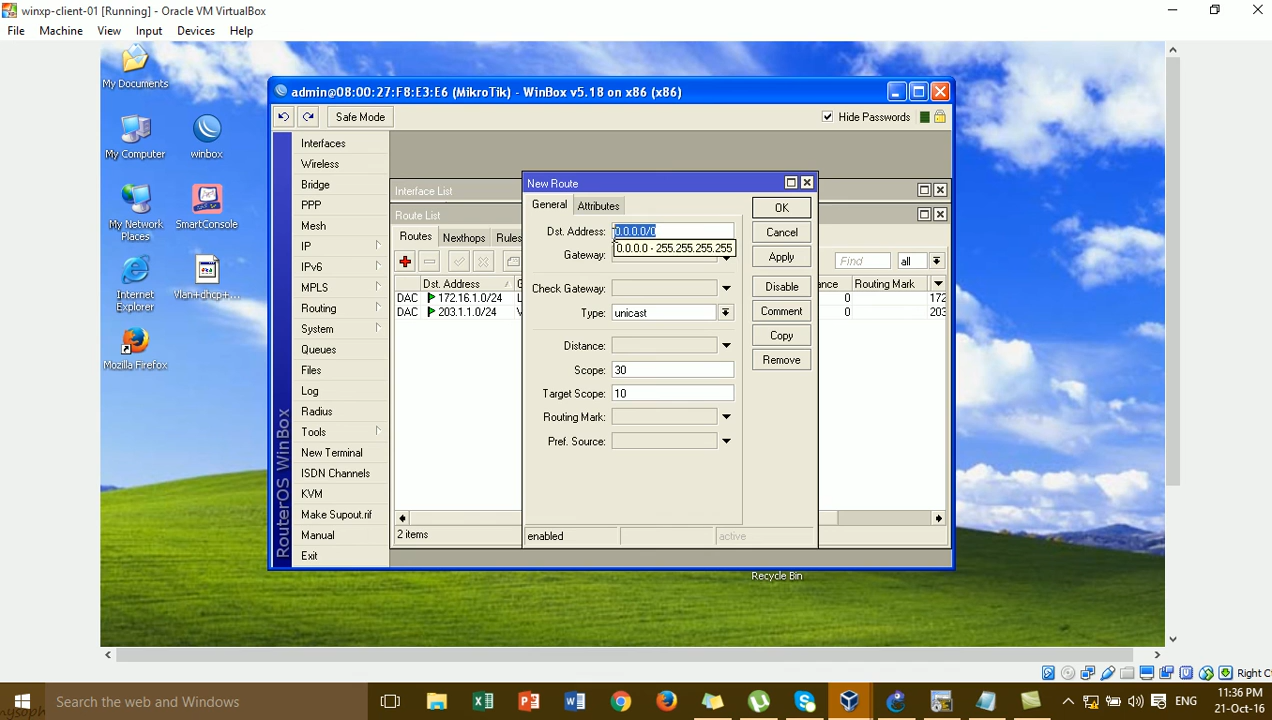 winxp-client-01 [Running] - Oracle VM VirtualBox
File Machine View Input Devices Help
My Documents
My Computer
winbox
My Network Places
SmartConsole
Internet Explorer
Vlan+dhcp+...
Mozilla Firefox
Recycle Bin
admin@08:00:27:F8:E3:E6 (MikroTik) - WinBox v5.18 on x86 (x86)
Safe Mode
Hide Passwords
RouterOS WinBox
Interfaces
Wireless
Bridge
PPP
Mesh
IP
IPv6
MPLS
Routing
System
Queues
Files
Log
Radius
Tools
New Terminal
ISDN Channels
KVM
Make Supout.rif
Manual
Exit
Interface List
Route List
Routes Nexthops Rules
Find
all
Dst. Address
Routing Mark
DAC 172.16.1.0/24 0 172
DAC 203.1.1.0/24 0 203
2 items
New Route
General Attributes
Dst. Address: 0.0.0.0/0
0.0.0.0 - 255.255.255.255
Gateway:
Check Gateway:
Type: unicast
Distance:
Scope: 30
Target Scope: 10
Routing Mark:
Pref. Source:
OK
Cancel
Apply
Disable
Comment
Copy
Remove
enabled
active
Right C
Search the web and Windows
ENG
11:36 PM
21-Oct-16